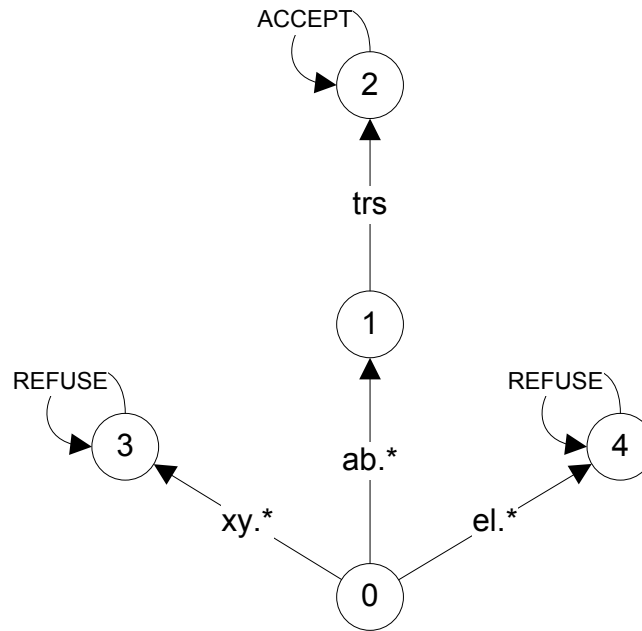 ACCEPT
2
trs
1
REFUSE
REFUSE
3
4
ab.*
xy.*
el.*
0